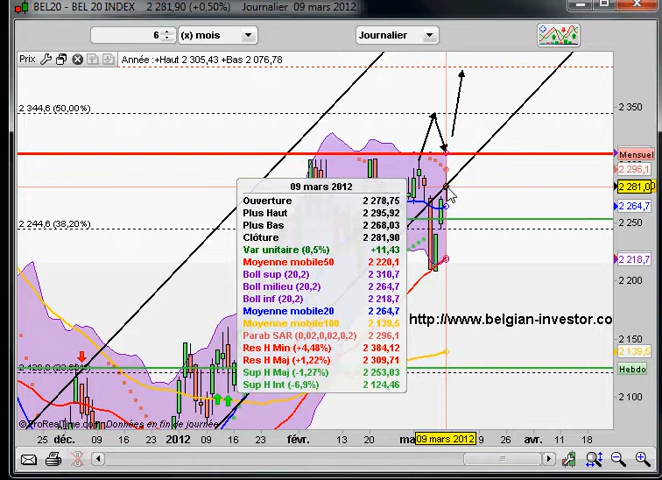 BEL20 - BEL 20 INDEX 2 281,90 (+0,50%) Journalier 09 mars 2012
6 (x) mois Journalier
Prix Année : +Haut 2 305,43 +Bas 2 076,78
2 344,6 (50,00%)
2 350
Mensuel
2 296,1
2 281,00
2 264,7
2 250
2 244,6 (38,20%)
2 218,7
2 200
2 150
2 139,5
Hebdo
2 100
09 mars 2012
Ouverture 2 278,75
Plus Haut 2 295,92
Plus Bas 2 268,03
Clôture 2 281,90
Var unitaire (0,5%) +11,43
Moyenne mobile50 2 220,1
Boll sup (20,2) 2 310,7
Boll milieu (20,2) 2 264,7
Boll inf (20,2) 2 218,7
Moyenne mobile20 2 264,7
Moyenne mobile100 2 139,5
Parab SAR (0,02,0,02,0,2) 2 296,1
Res H Min (+4,48%) 2 384,12
Res H Maj (+1,22%) 2 309,71
Sup H Maj (-1,27%) 2 253,03
Sup H Int (-6,9%) 2 124,46
http://www.belgian-investor.co
© ProRealTime.com Données en fin de journée
25 déc. 09 16 23 2012 09 16 23 févr. 13 20 ma 09 mars 2012 9 26 avr. 11 18